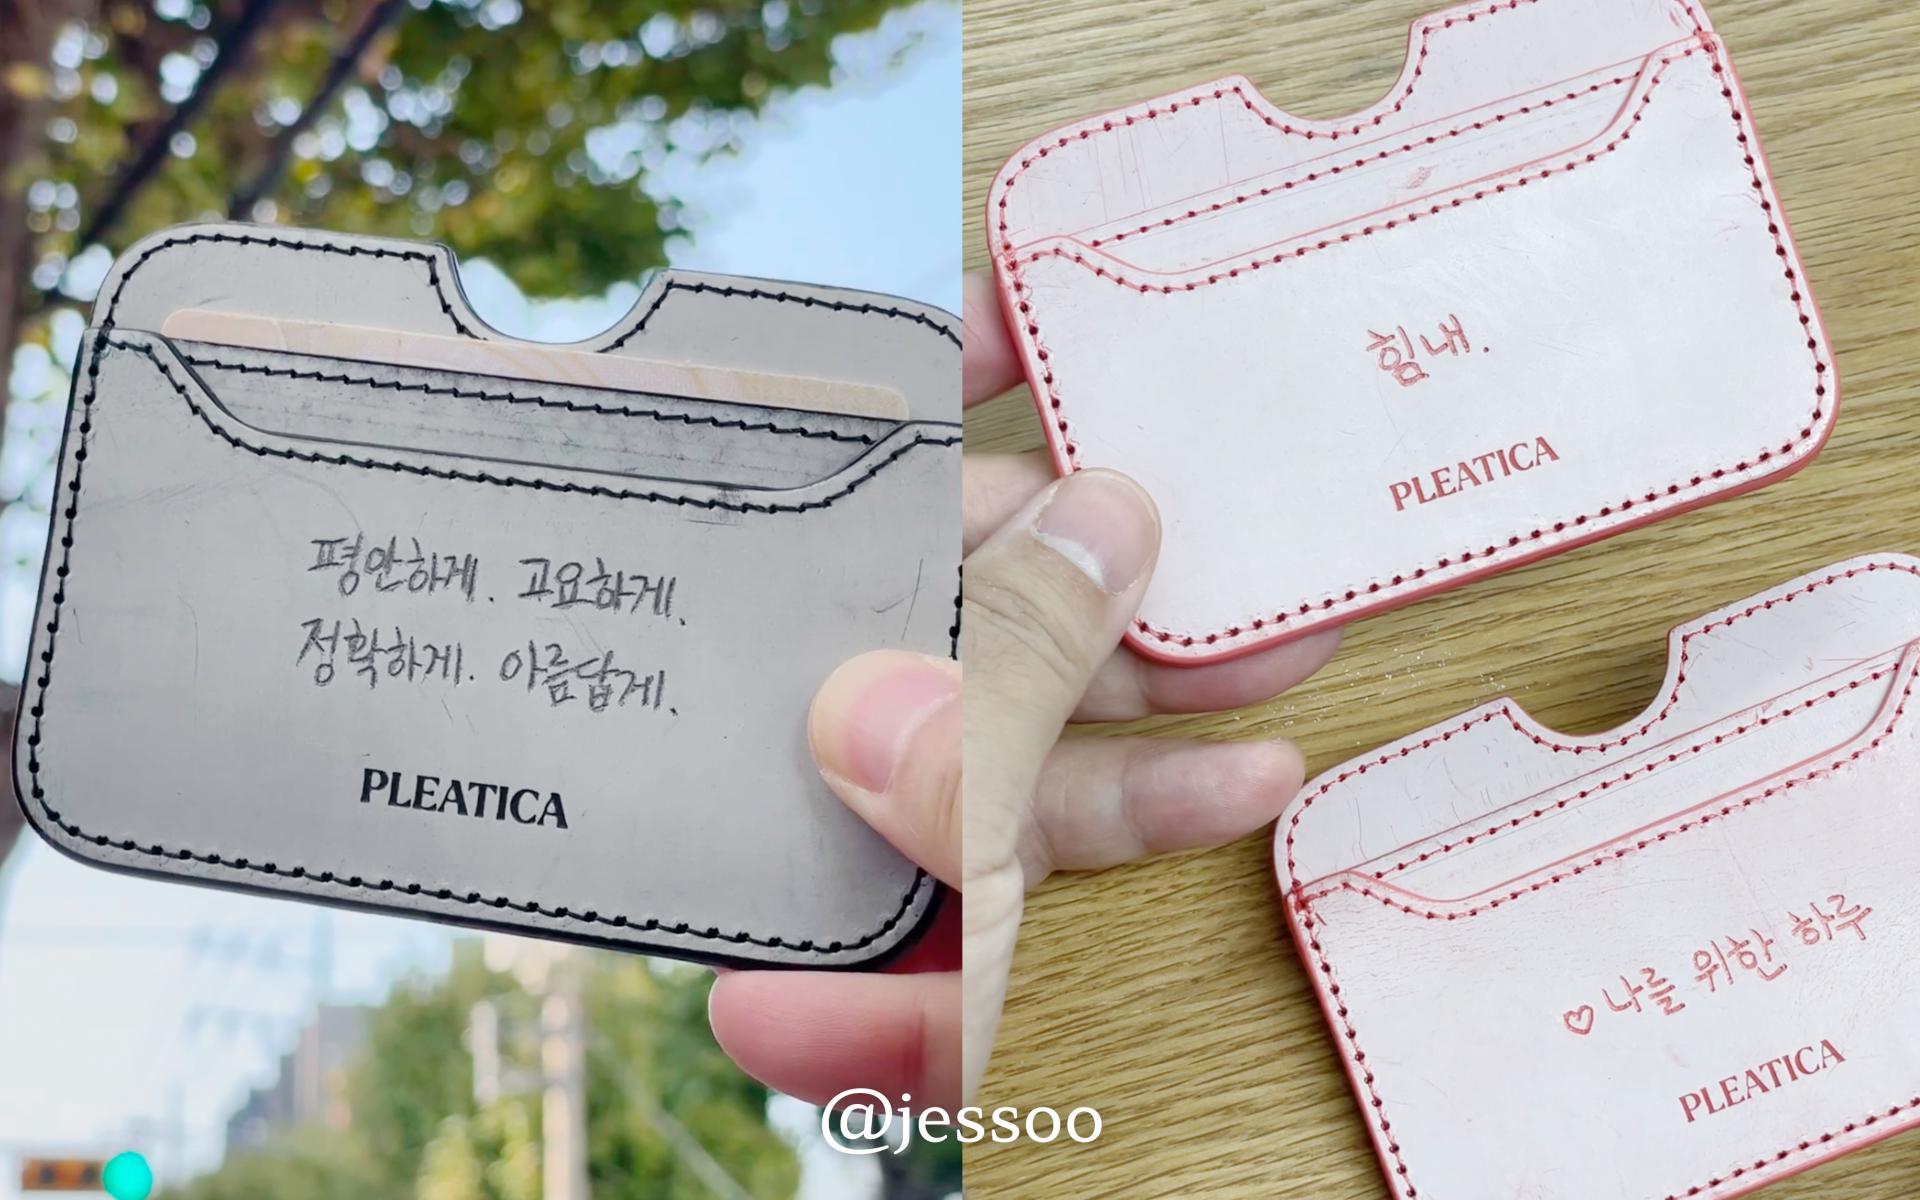 평안하게. 고요하게.
정확하게. 아름답게.
PLEATICA
힘내.
PLEATICA
♡나를 위한 하루
PLEATICA
@jessoo